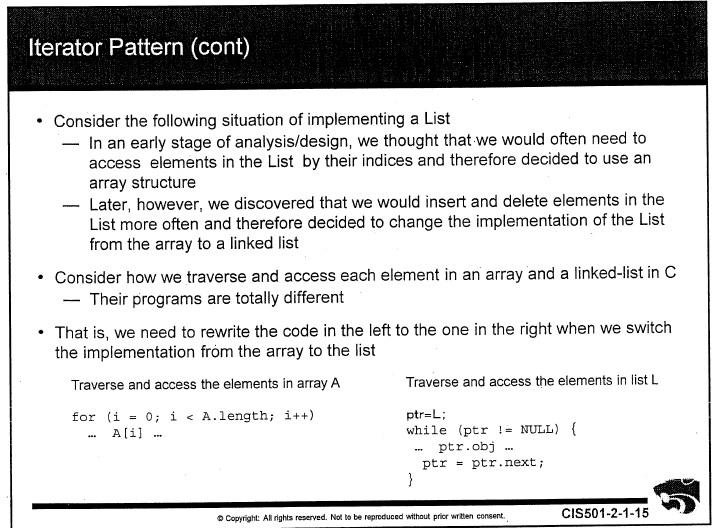 Iterator Pattern (cont)
• Consider the following situation of implementing a List
— In an early stage of analysis/design, we thought that we would often need to
access elements in the List by their indices and therefore decided to use an
array structure
— Later, however, we discovered that we would insert and delete elements in the
List more often and therefore decided to change the implementation of the List
from the array to a linked list
• Consider how we traverse and access each element in an array and a linked-list in C
— Their programs are totally different
• That is, we need to rewrite the code in the left to the one in the right when we switch
the implementation from the array to the list
Traverse and access the elements in array A
for (i = 0; i < A.length; i++)
… A[i] …
Traverse and access the elements in list L
ptr=L;
while (ptr != NULL) {
… ptr.obj …
ptr = ptr.next;
}
© Copyright: All rights reserved. Not to be reproduced without prior written consent.
CIS501-2-1-15